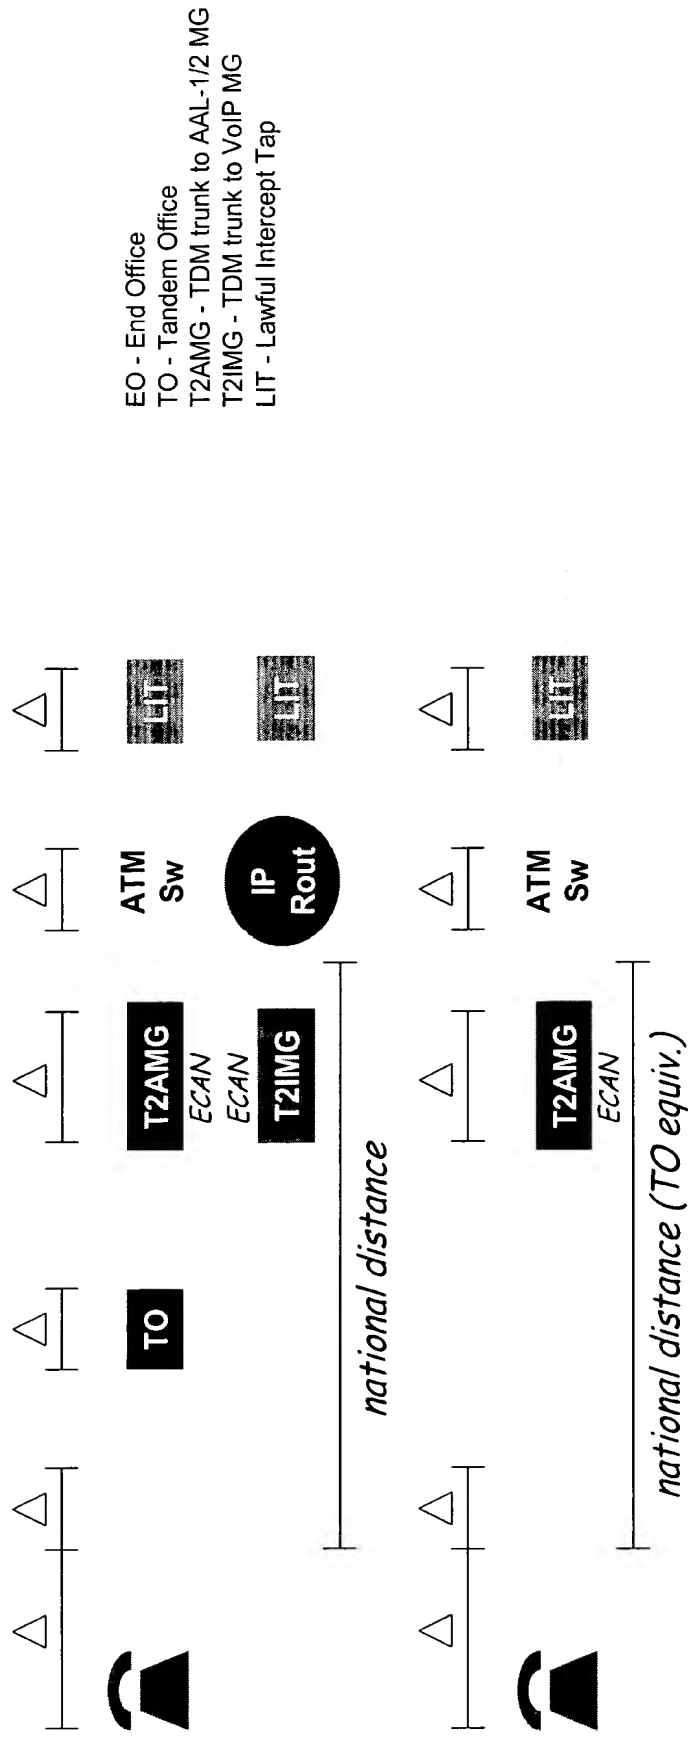 EO - End Office
TO - Tandem Office
T2AMG - TDM trunk to AAL-1/2 MG
T2IMG - TDM trunk to VoIP MG
LIT - Lawful Intercept Tap
Δ
Δ
Δ
Δ
Δ
Δ
TO
T2AMG
ECAN
ATM
Sw
LIT
ECAN
T2IMG
IP
Rout
LIT
national distance
Δ
Δ
Δ
Δ
Δ
T2AMG
ECAN
ATM
Sw
LIT
national distance (TO equiv.)